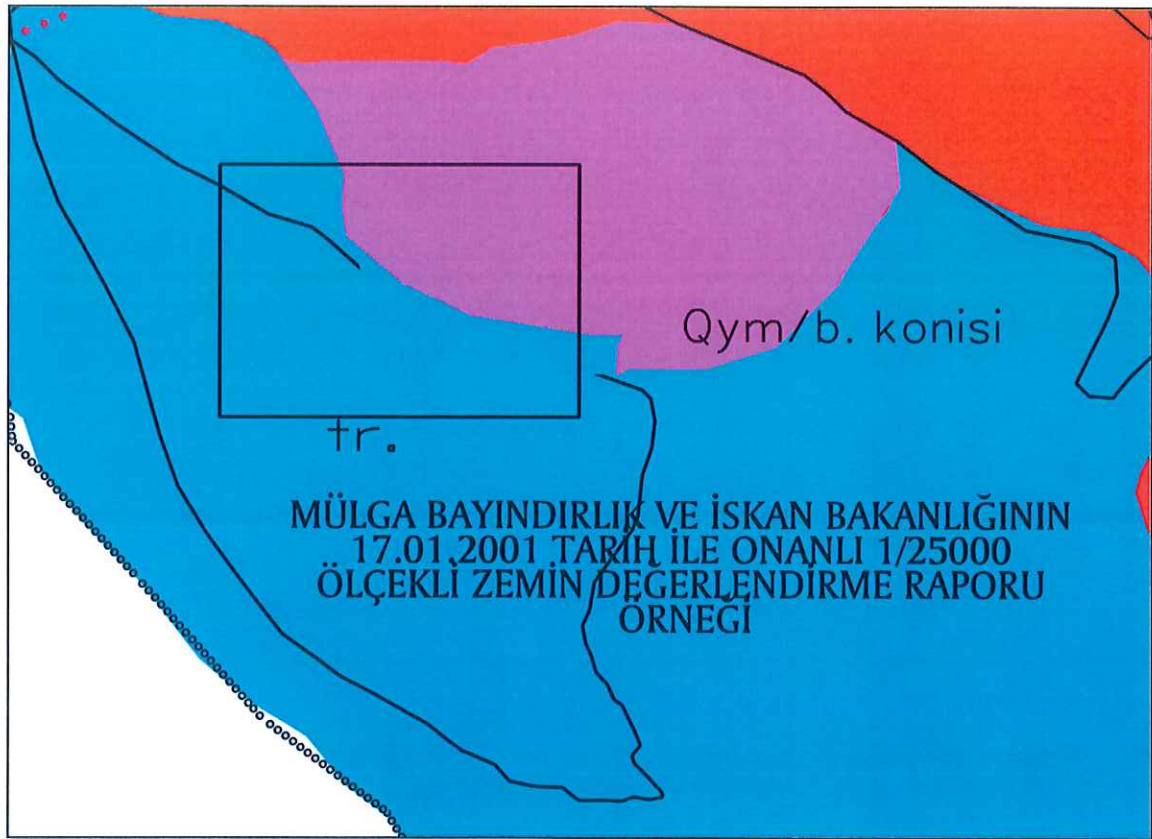 Qym/b. konisi
tr.
MÜLGA BAYINDIRLIK VE İSKAN BAKANLIĞININ
17.01.2001 TARİH İLE ONANLI 1/25000
ÖLÇEKLİ ZEMİN DEĞERLENDİRME RAPORU
ÖRNEĞİ